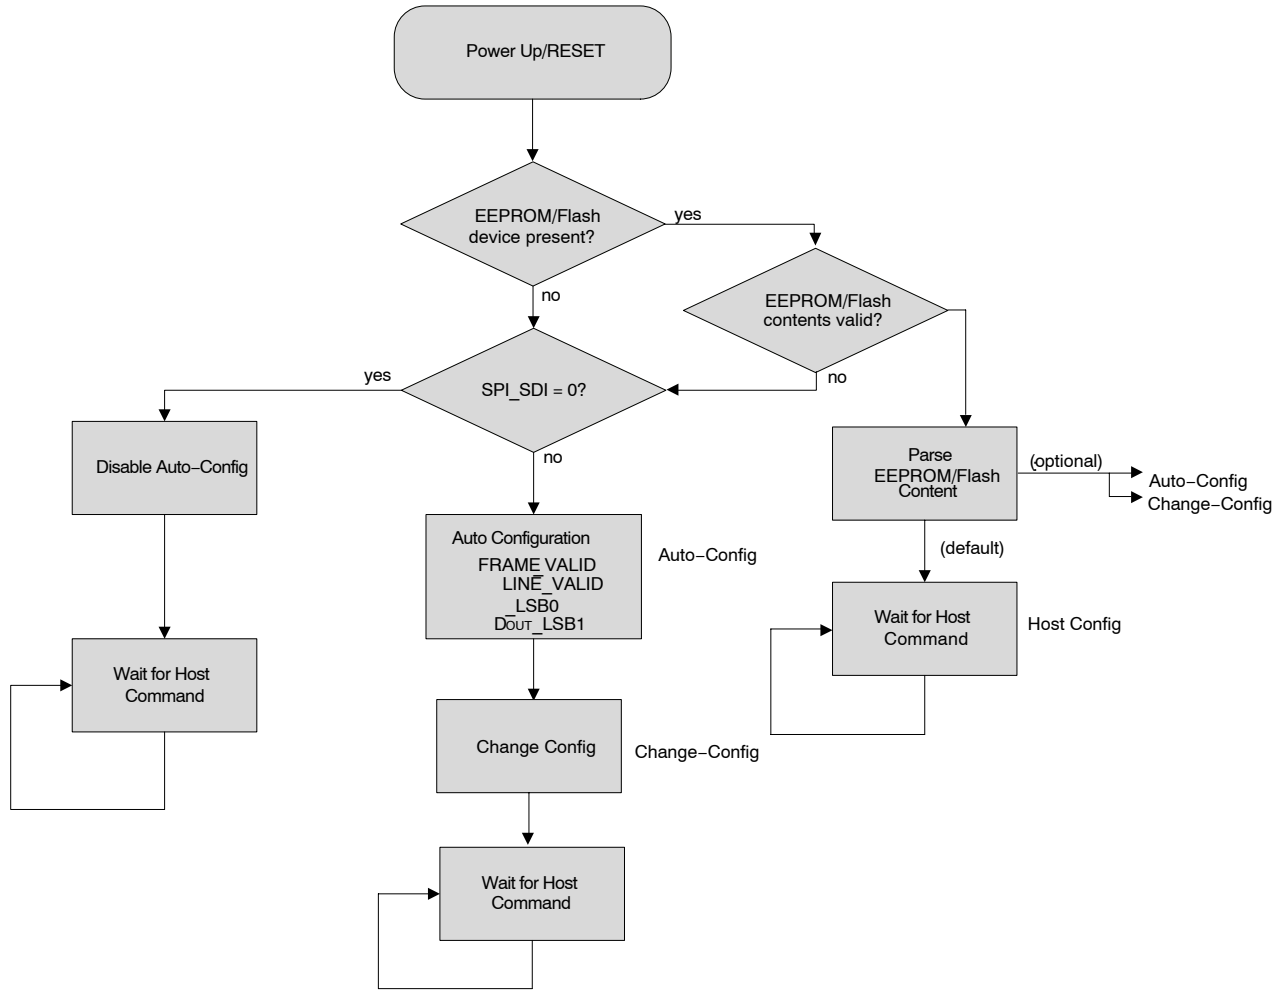 Power Up/RESET
EEPROM/Flash
device present?
yes
no
EEPROM/Flash
contents valid?
no
SPI_SDI = 0?
yes
no
Disable Auto-Config
Wait for Host
Command
Auto Configuration
FRAME_VALID
LINE_VALID
_LSB0
DOUT_LSB1
Auto-Config
Change Config
Change-Config
Wait for Host
Command
Parse
EEPROM/Flash
Content
(optional)
Auto-Config
Change-Config
(default)
Wait for Host
Command
Host Config